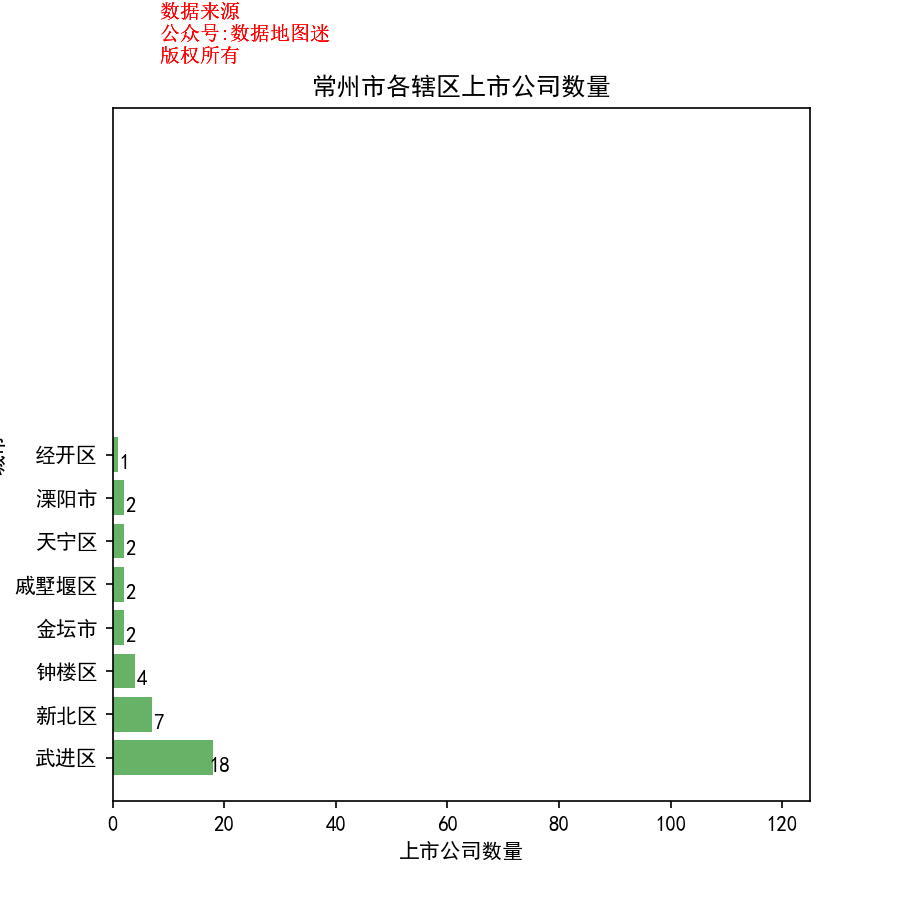 数据来源
公众号:数据地图迷
版权所有
常州市各辖区上市公司数量
经开区
1
溧阳市
2
天宁区
2
戚墅堰区
2
金坛市
2
钟楼区
4
新北区
7
武进区
18
0 20 40 60 80 100 120
上市公司数量